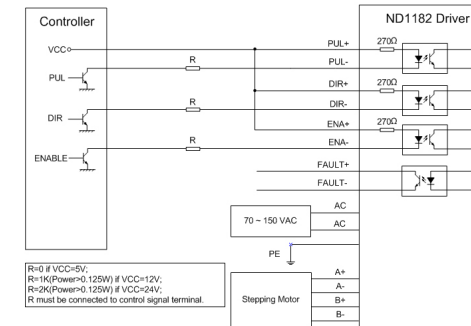 Controller
ND1182 Driver
VCC
PUL+
270Ω
R
PUL-
PUL
DIR+
270Ω
R
DIR-
DIR
ENA+
270Ω
R
ENA-
ENABLE
FAULT+
FAULT-
AC
70 ~ 150 VAC
AC
PE
R=0 if VCC=5V;
R=1K(Power>0.125W) if VCC=12V;
R=2K(Power>0.125W) if VCC=24V;
R must be connected to control signal terminal.
A+
A-
Stepping Motor
B+
B-